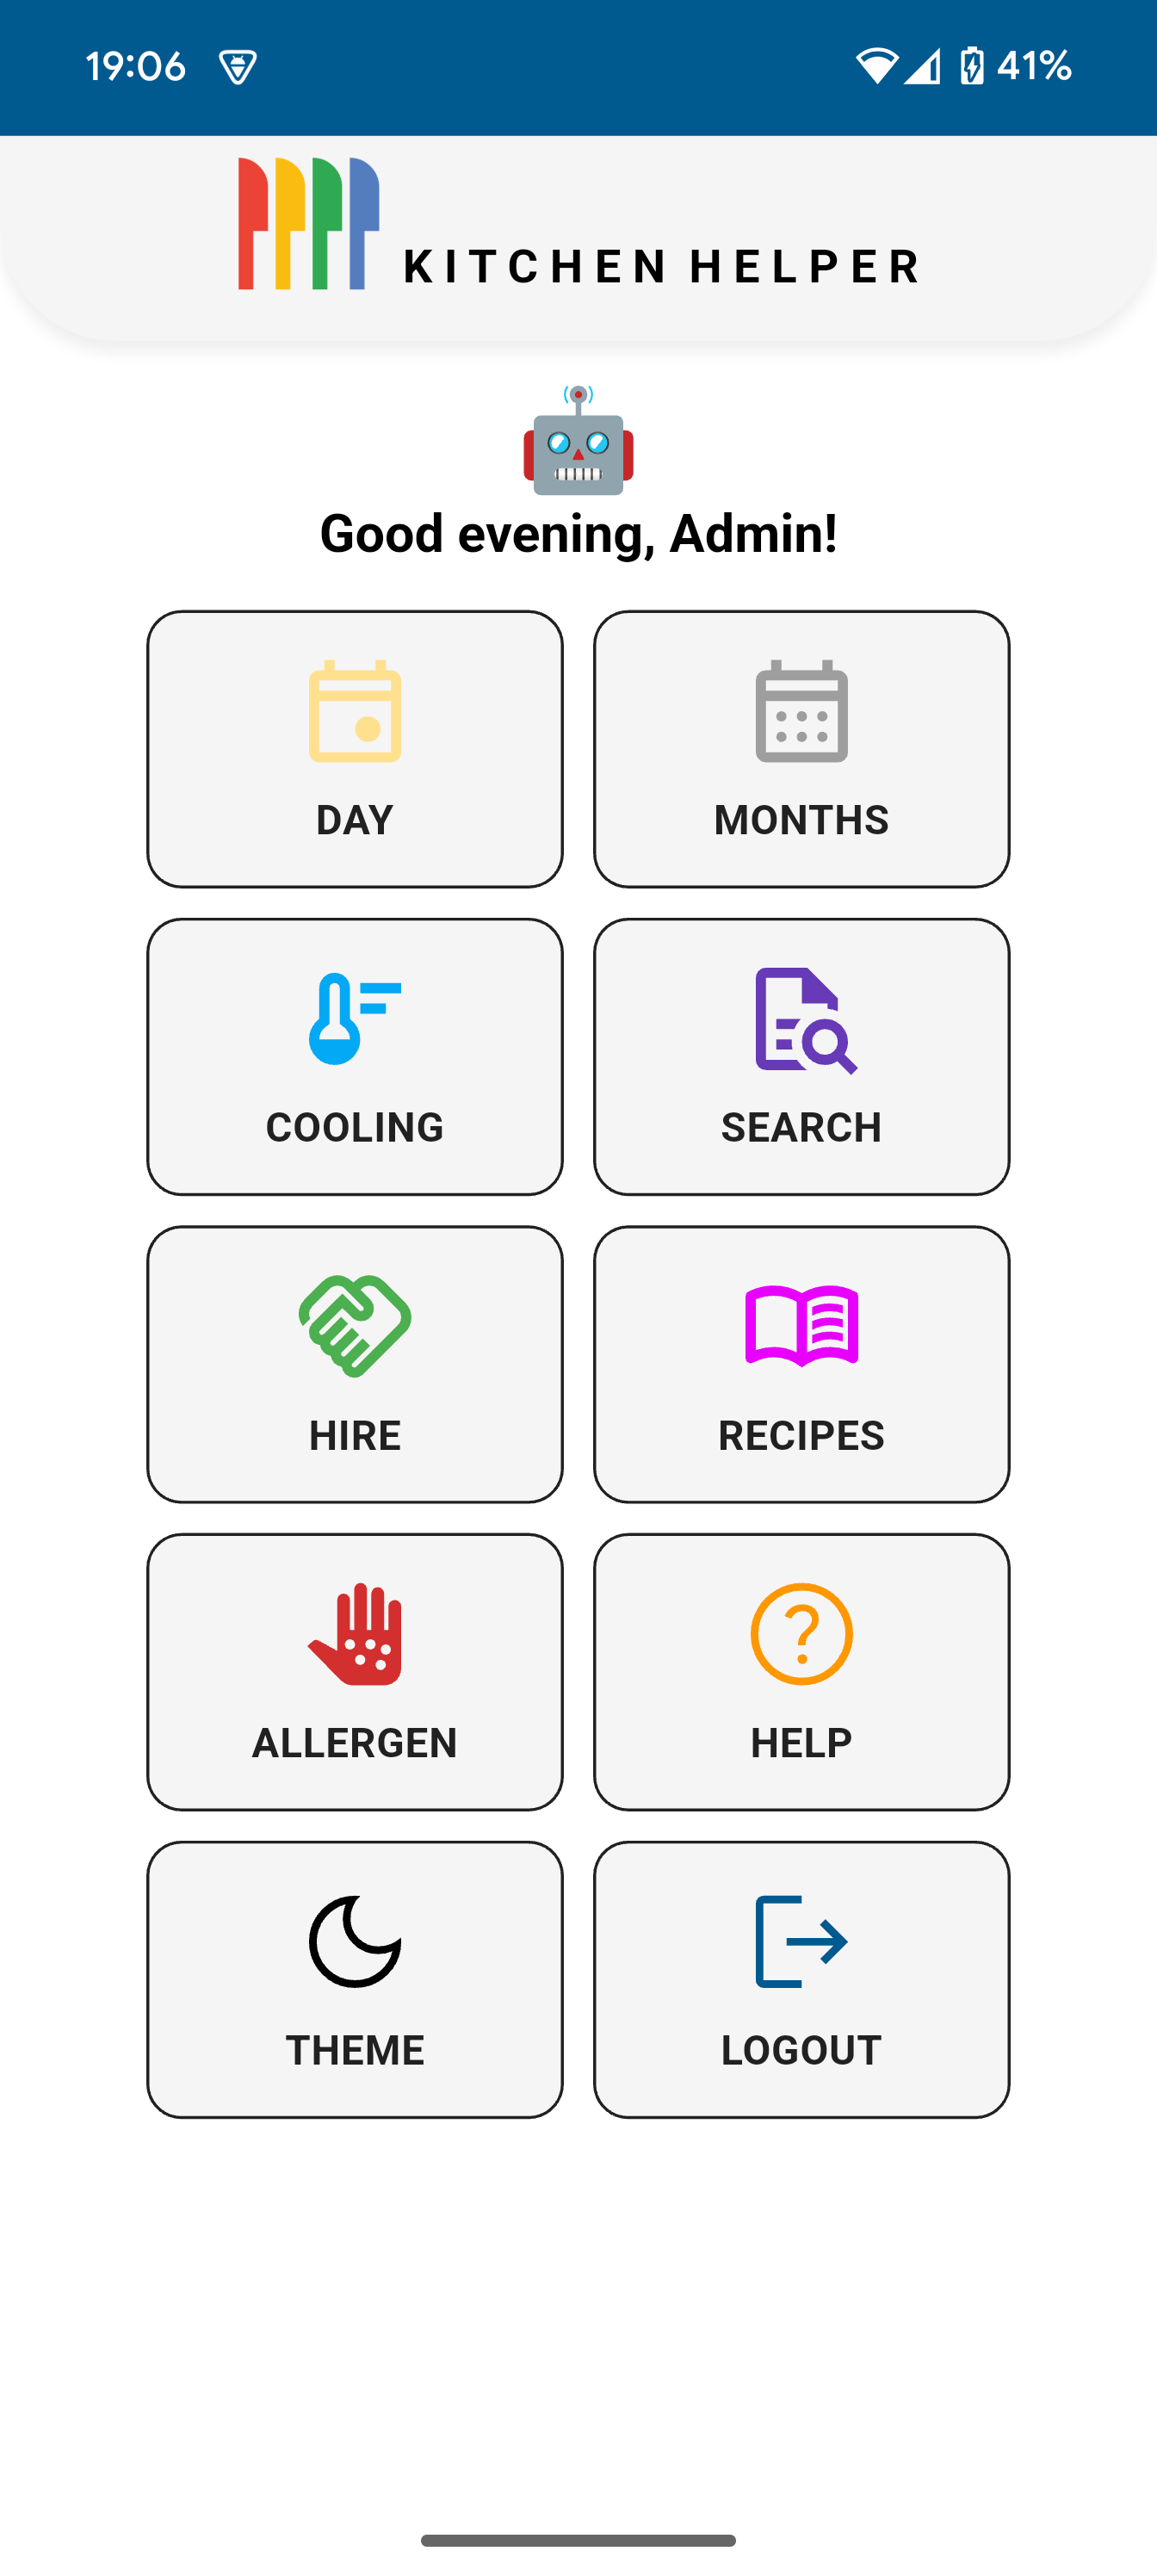 19:06 41%
KITCHEN HELPER
Good evening, Admin!
DAY
MONTHS
COOLING
SEARCH
HIRE
RECIPES
ALLERGEN
HELP
THEME
LOGOUT